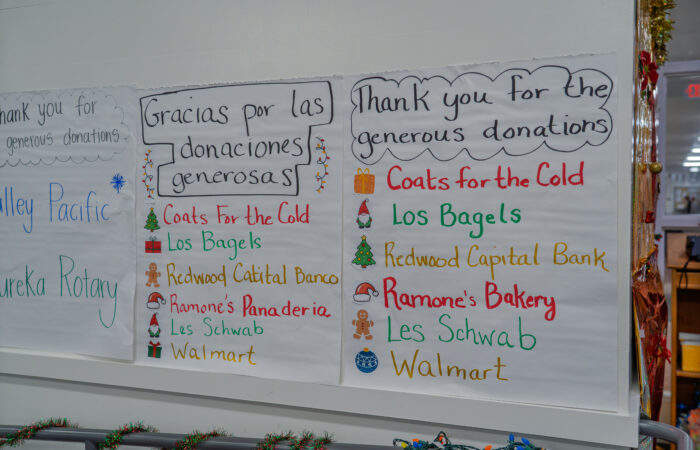 hank you for
generous donations
alley Pacific
ureka Rotary
Gracias por las
donaciones
generosas
Coats For the Cold
Los Bagels
Redwood Catital Banco
Ramone's Panaderia
Les Schwab
Walmart
Thank you for the
generous donations
Coats for the Cold
Los Bagels
Redwood Capital Bank
Ramone's Bakery
Les Schwab
Walmart